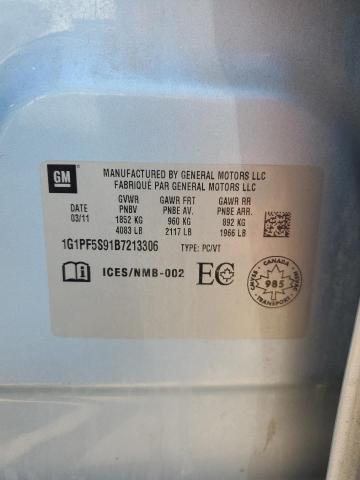 GM
MANUFACTURED BY GENERAL MOTORS LLC
FABRIQUÉ PAR GENERAL MOTORS LLC
DATE GVWR GAWR FRT GAWR RR
PNBV PNBE AV. PNBE ARR.
03/11 1852 KG 960 KG 892 KG
4083 LB 2117 LB 1966 LB
1G1PF5S91B7213306 TYPE: PC/VT
ICES/NMB-002 EC
CANADA
CMVSS NSVAC
985
TRANSPORT